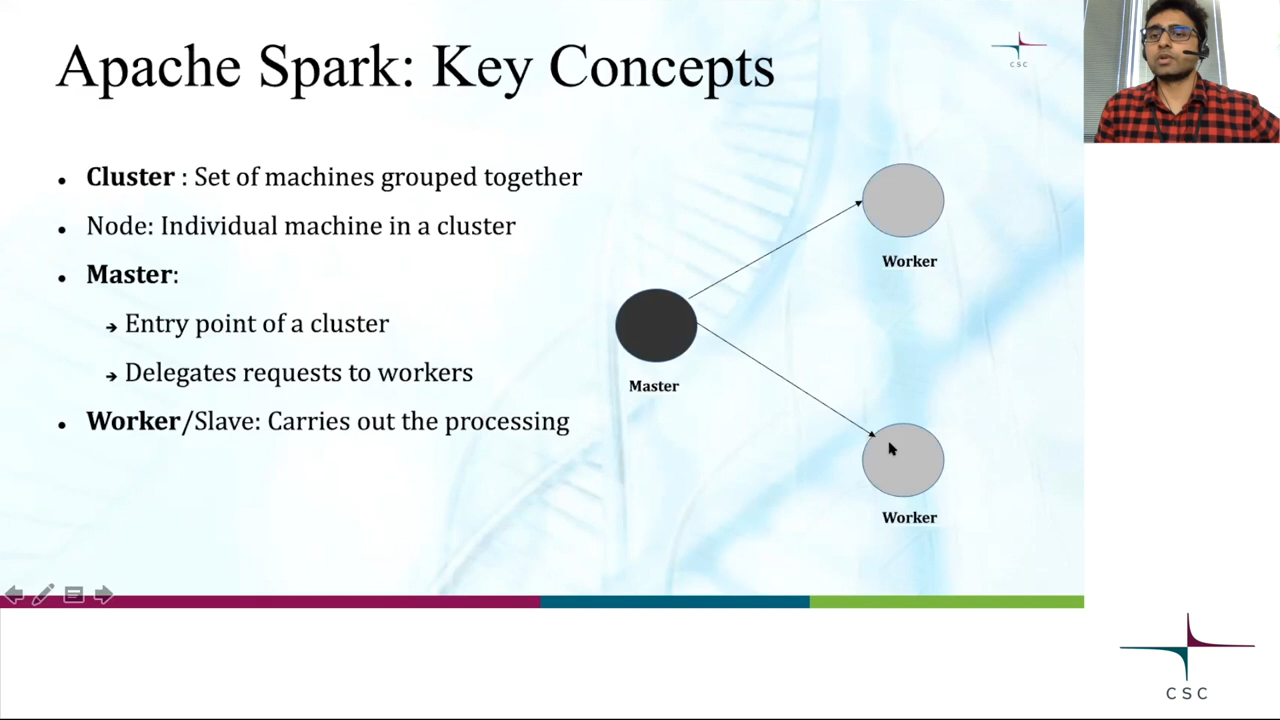 Apache Spark: Key Concepts
CSC
• Cluster : Set of machines grouped together
• Node: Individual machine in a cluster
• Master:
➔ Entry point of a cluster
➔ Delegates requests to workers
• Worker/Slave: Carries out the processing
Worker
Master
Worker
CSC